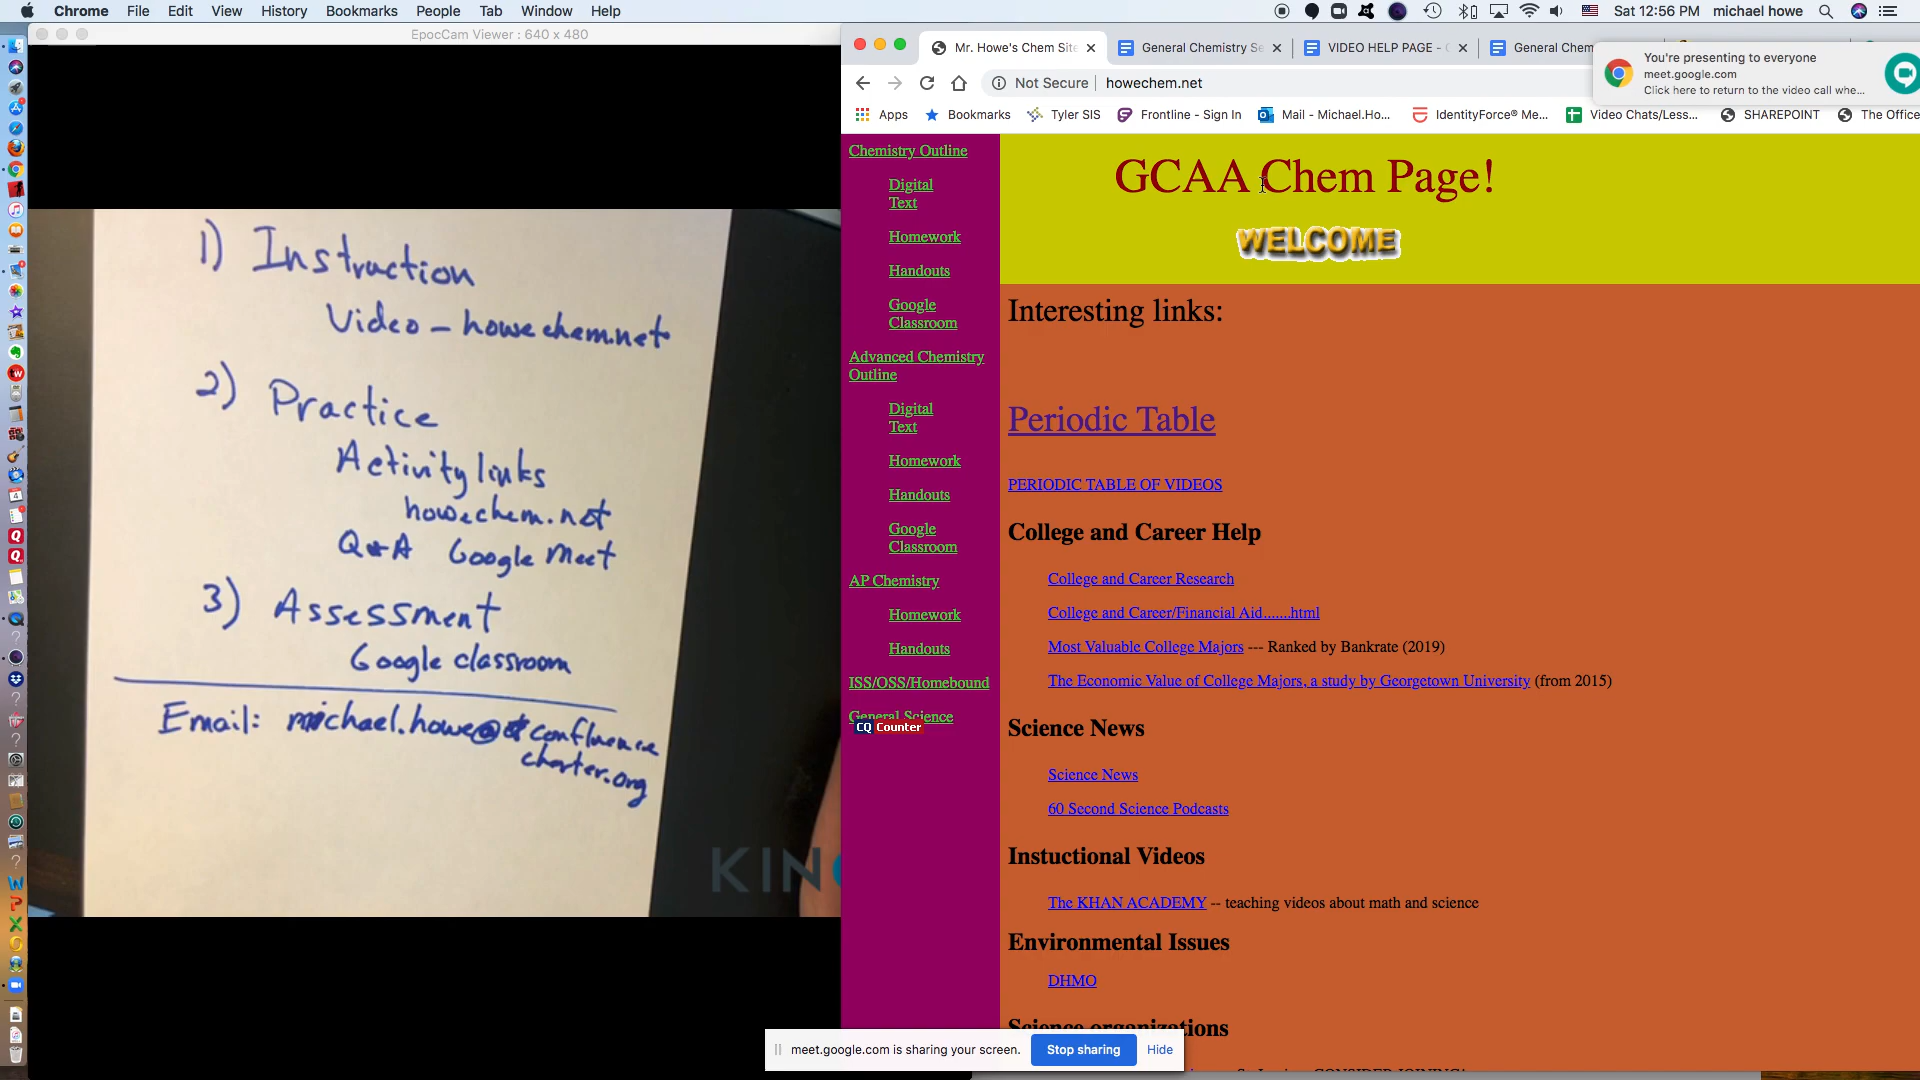 Chrome File Edit View History Bookmarks People Tab Window Help
Sat 12:56 PM michael howe
EpocCam Viewer : 640 x 480
1) Instruction
Video - howechem.net
2) Practice
Activity links
howechem.net
Q&A Google Meet
3) Assessment
Google classroom
Email: michael.howe@confluence
charter.org
KIN
Mr. Howe's Chem Site
General Chemistry Se
VIDEO HELP PAGE - G
General Chem
You're presenting to everyone
meet.google.com
Click here to return to the video call whe...
Not Secure howechem.net
Apps Bookmarks Tyler SIS Frontline - Sign In Mail - Michael.Ho... IdentityForce® Me... Video Chats/Less... SHAREPOINT The Office
Chemistry Outline
Digital
Text
Homework
Handouts
Google
Classroom
Advanced Chemistry
Outline
Digital
Text
Homework
Handouts
Google
Classroom
AP Chemistry
Homework
Handouts
ISS/OSS/Homebound
General Science
CQ Counter
GCAA Chem Page!
WELCOME
Interesting links:
Periodic Table
PERIODIC TABLE OF VIDEOS
College and Career Help
College and Career Research
College and Career/Financial Aid.......html
Most Valuable College Majors --- Ranked by Bankrate (2019)
The Economic Value of College Majors, a study by Georgetown University (from 2015)
Science News
Science News
60 Second Science Podcasts
Instuctional Videos
The KHAN ACADEMY -- teaching videos about math and science
Environmental Issues
DHMO
Science organizations
meet.google.com is sharing your screen. Stop sharing Hide